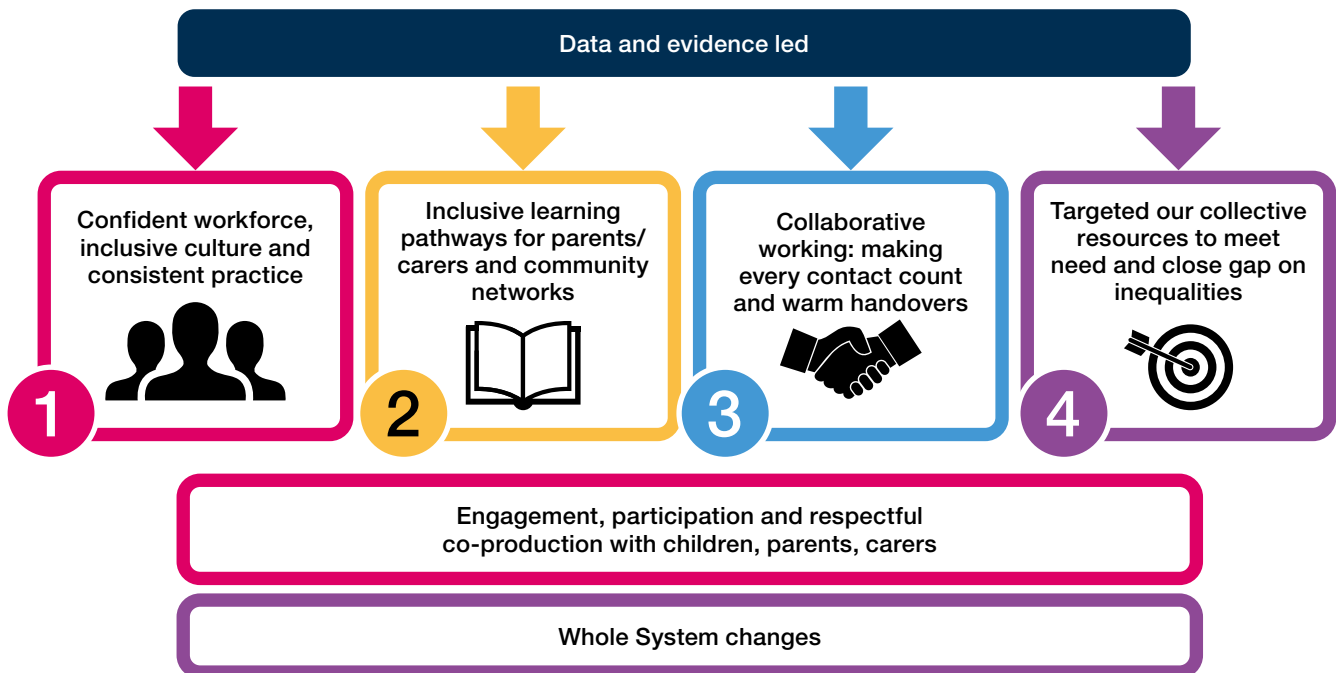 Data and evidence led
Confident workforce,
inclusive culture and
consistent practice
1
Inclusive learning
pathways for parents/
carers and community
networks
2
Collaborative
working: making
every contact count
and warm handovers
3
Targeted our collective
resources to meet
need and close gap on
inequalities
4
Engagement, participation and respectful
co-production with children, parents, carers
Whole System changes